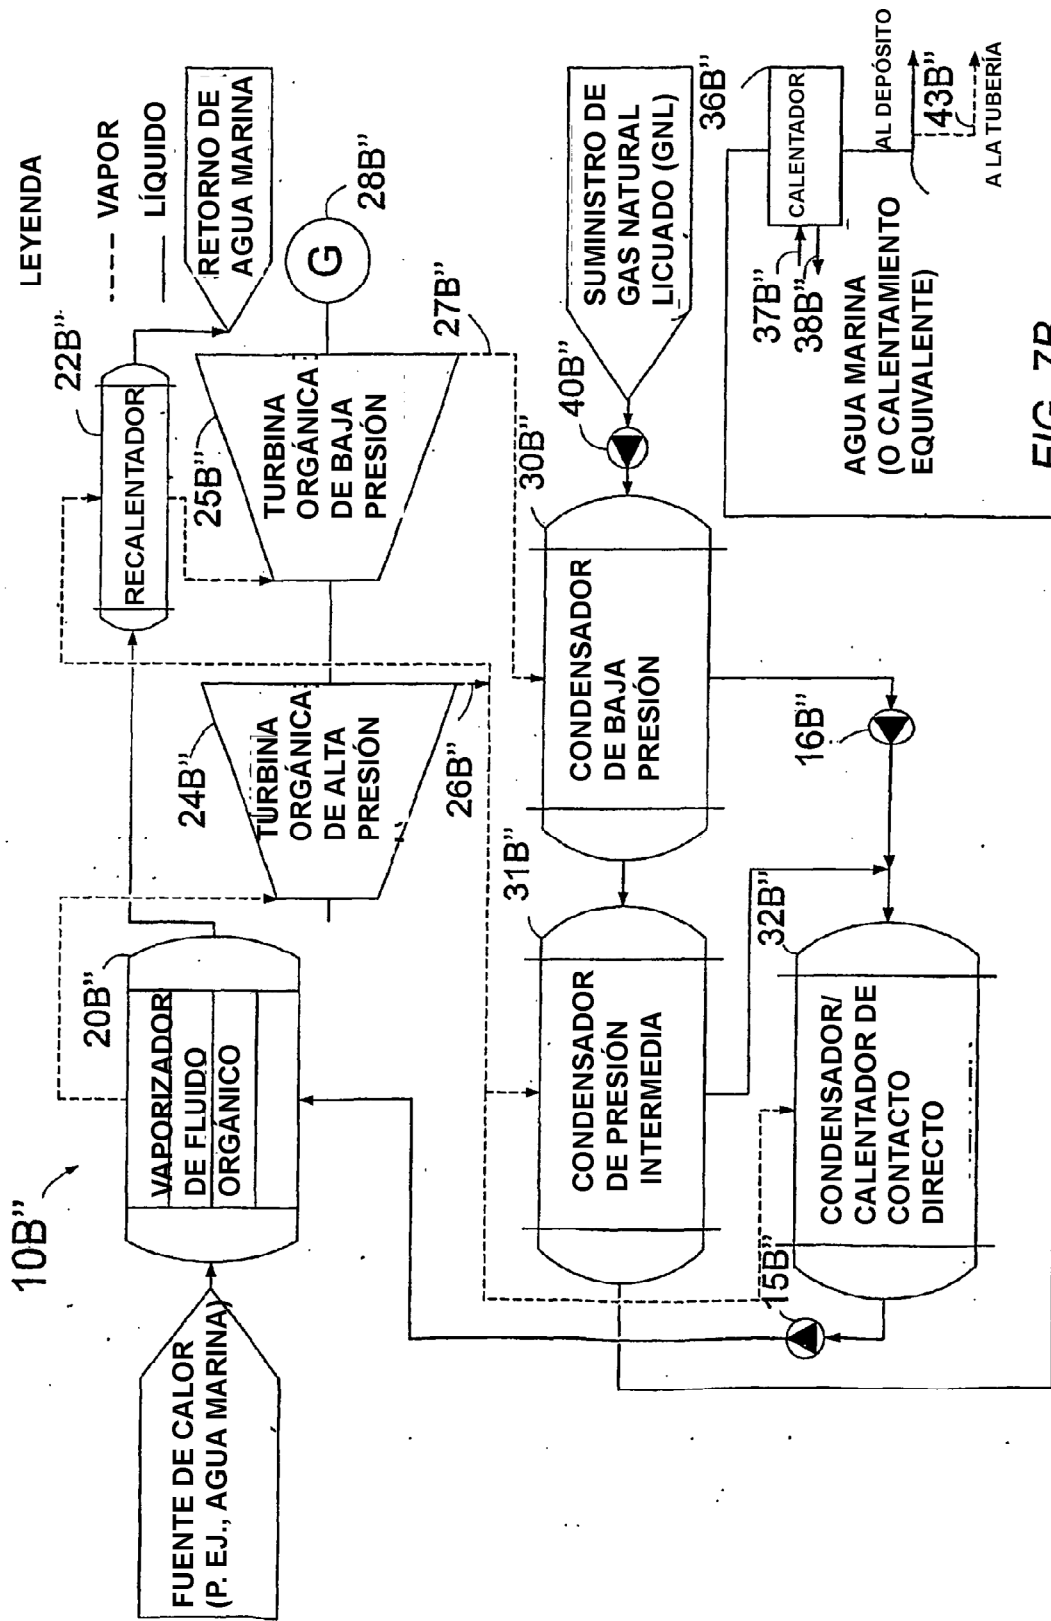 LEYENDA
VAPOR
LÍQUIDO
10B”
FUENTE DE CALOR
(P. EJ., AGUA MARINA)
20B”
VAPORIZADOR
DE FLUIDO
ORGÁNICO
22B”
RECALENTADOR
RETORNO DE
AGUA MARINA
24B”
TURBINA
ORGÁNICA
DE ALTA
PRESIÓN
25B”
TURBINA
ORGÁNICA
DE BAJA
PRESIÓN
G
28B”
26B”
27B”
31B”
CONDENSADOR
DE PRESIÓN
INTERMEDIA
30B”
CONDENSADOR
DE BAJA
PRESIÓN
40B”
SUMINISTRO DE
GAS NATURAL
LICUADO (GNL)
15B”
32B”
CONDENSADOR/
CALENTADOR DE
CONTACTO
DIRECTO
16B”
36B”
CALENTADOR
37B”
38B”
AGUA MARINA
(O CALENTAMIENTO
EQUIVALENTE)
AL DEPÓSITO
43B”
A LA TUBERÍA
FIG. 7B